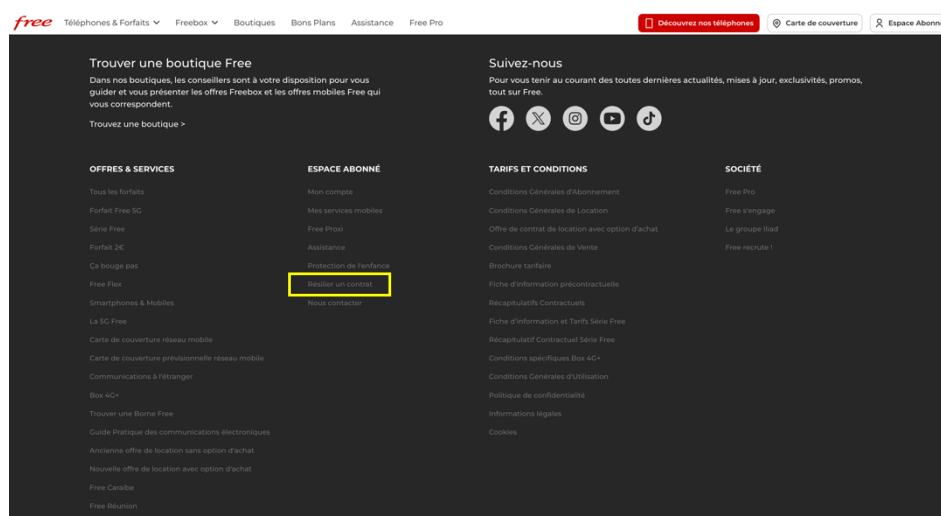 free Téléphones & Forfaits Freebox Boutiques Bons Plans Assistance Free Pro Découvrez nos téléphones Carte de couverture Espace Abonn
Trouver une boutique Free
Dans nos boutiques, les conseillers sont à votre disposition pour vous
guider et vous présenter les offres Freebox et les offres mobiles Free qui
vous correspondent.
Trouvez une boutique >
Suivez-nous
Pour vous tenir au courant des toutes dernières actualités, mises à jour, exclusivités, promos,
tout sur Free.
OFFRES & SERVICES
Tous les forfaits
Forfait Free 5G
Série Free
Forfait 2€
Ça bouge pas
Free Flex
Smartphones & Mobiles
La 5G Free
Carte de couverture réseau mobile
Carte de couverture prévisionnelle réseau mobile
Communications à l'étranger
Box 4G+
Trouver une Borne Free
Guide Pratique des communications électroniques
Ancienne offre de location sans option d'achat
Nouvelle offre de location avec option d'achat
Free Caraïbe
Free Réunion
ESPACE ABONNÉ
Mon compte
Mes services mobiles
Free Proxi
Assistance
Protection de l'enfance
Résilier un contrat
Nous contacter
TARIFS ET CONDITIONS
Conditions Générales d'Abonnement
Conditions Générales de Location
Offre de contrat de location avec option d'achat
Conditions Générales de Vente
Brochure tarifaire
Fiche d'information précontractuelle
Récapitulatifs Contractuels
Fiche d'information et Tarifs Série Free
Récapitulatif Contractuel Série Free
Conditions spécifiques Box 4G+
Conditions Générales d'Utilisation
Politique de confidentialité
Informations légales
Cookies
SOCIÉTÉ
Free Pro
Free s'engage
Le groupe Iliad
Free recrute !